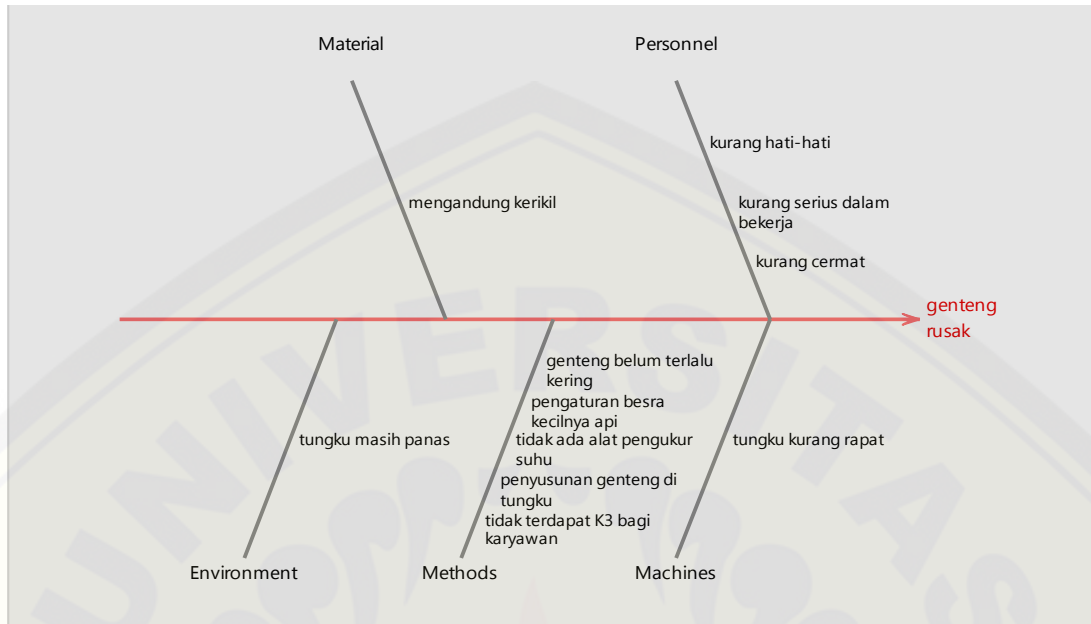 Material
Personnel
kurang hati-hati
mengandung kerikil
kurang serius dalam
bekerja
kurang cermat
genteng
rusak
genteng belum terlalu
kering
pengaturan besra
kecilnya api
tungku masih panas
tidak ada alat pengukur
suhu
tungku kurang rapat
penyusunan genteng di
tungku
tidak terdapat K3 bagi
karyawan
Environment
Methods
Machines
UNIVERSITAS